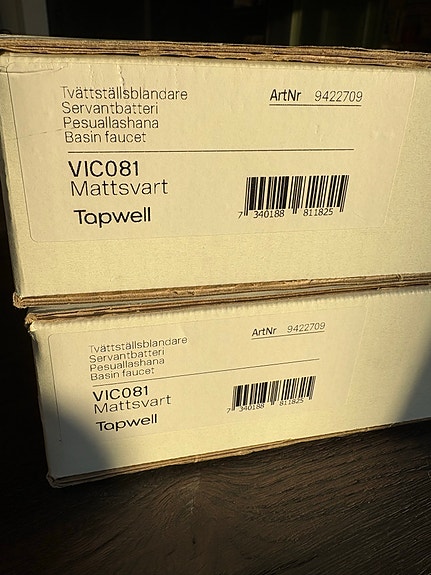 Tvättställsblandare
Servantbatteri
Pesuallashana
Basin faucet
ArtNr 9422709
VIC081
Mattsvart
Tapwell
7 340188 811825
Tvättställsblandare
Servantbatteri
Pesuallashana
Basin faucet
ArtNr 9422709
VIC081
Mattsvart
Tapwell
7 340188 811825